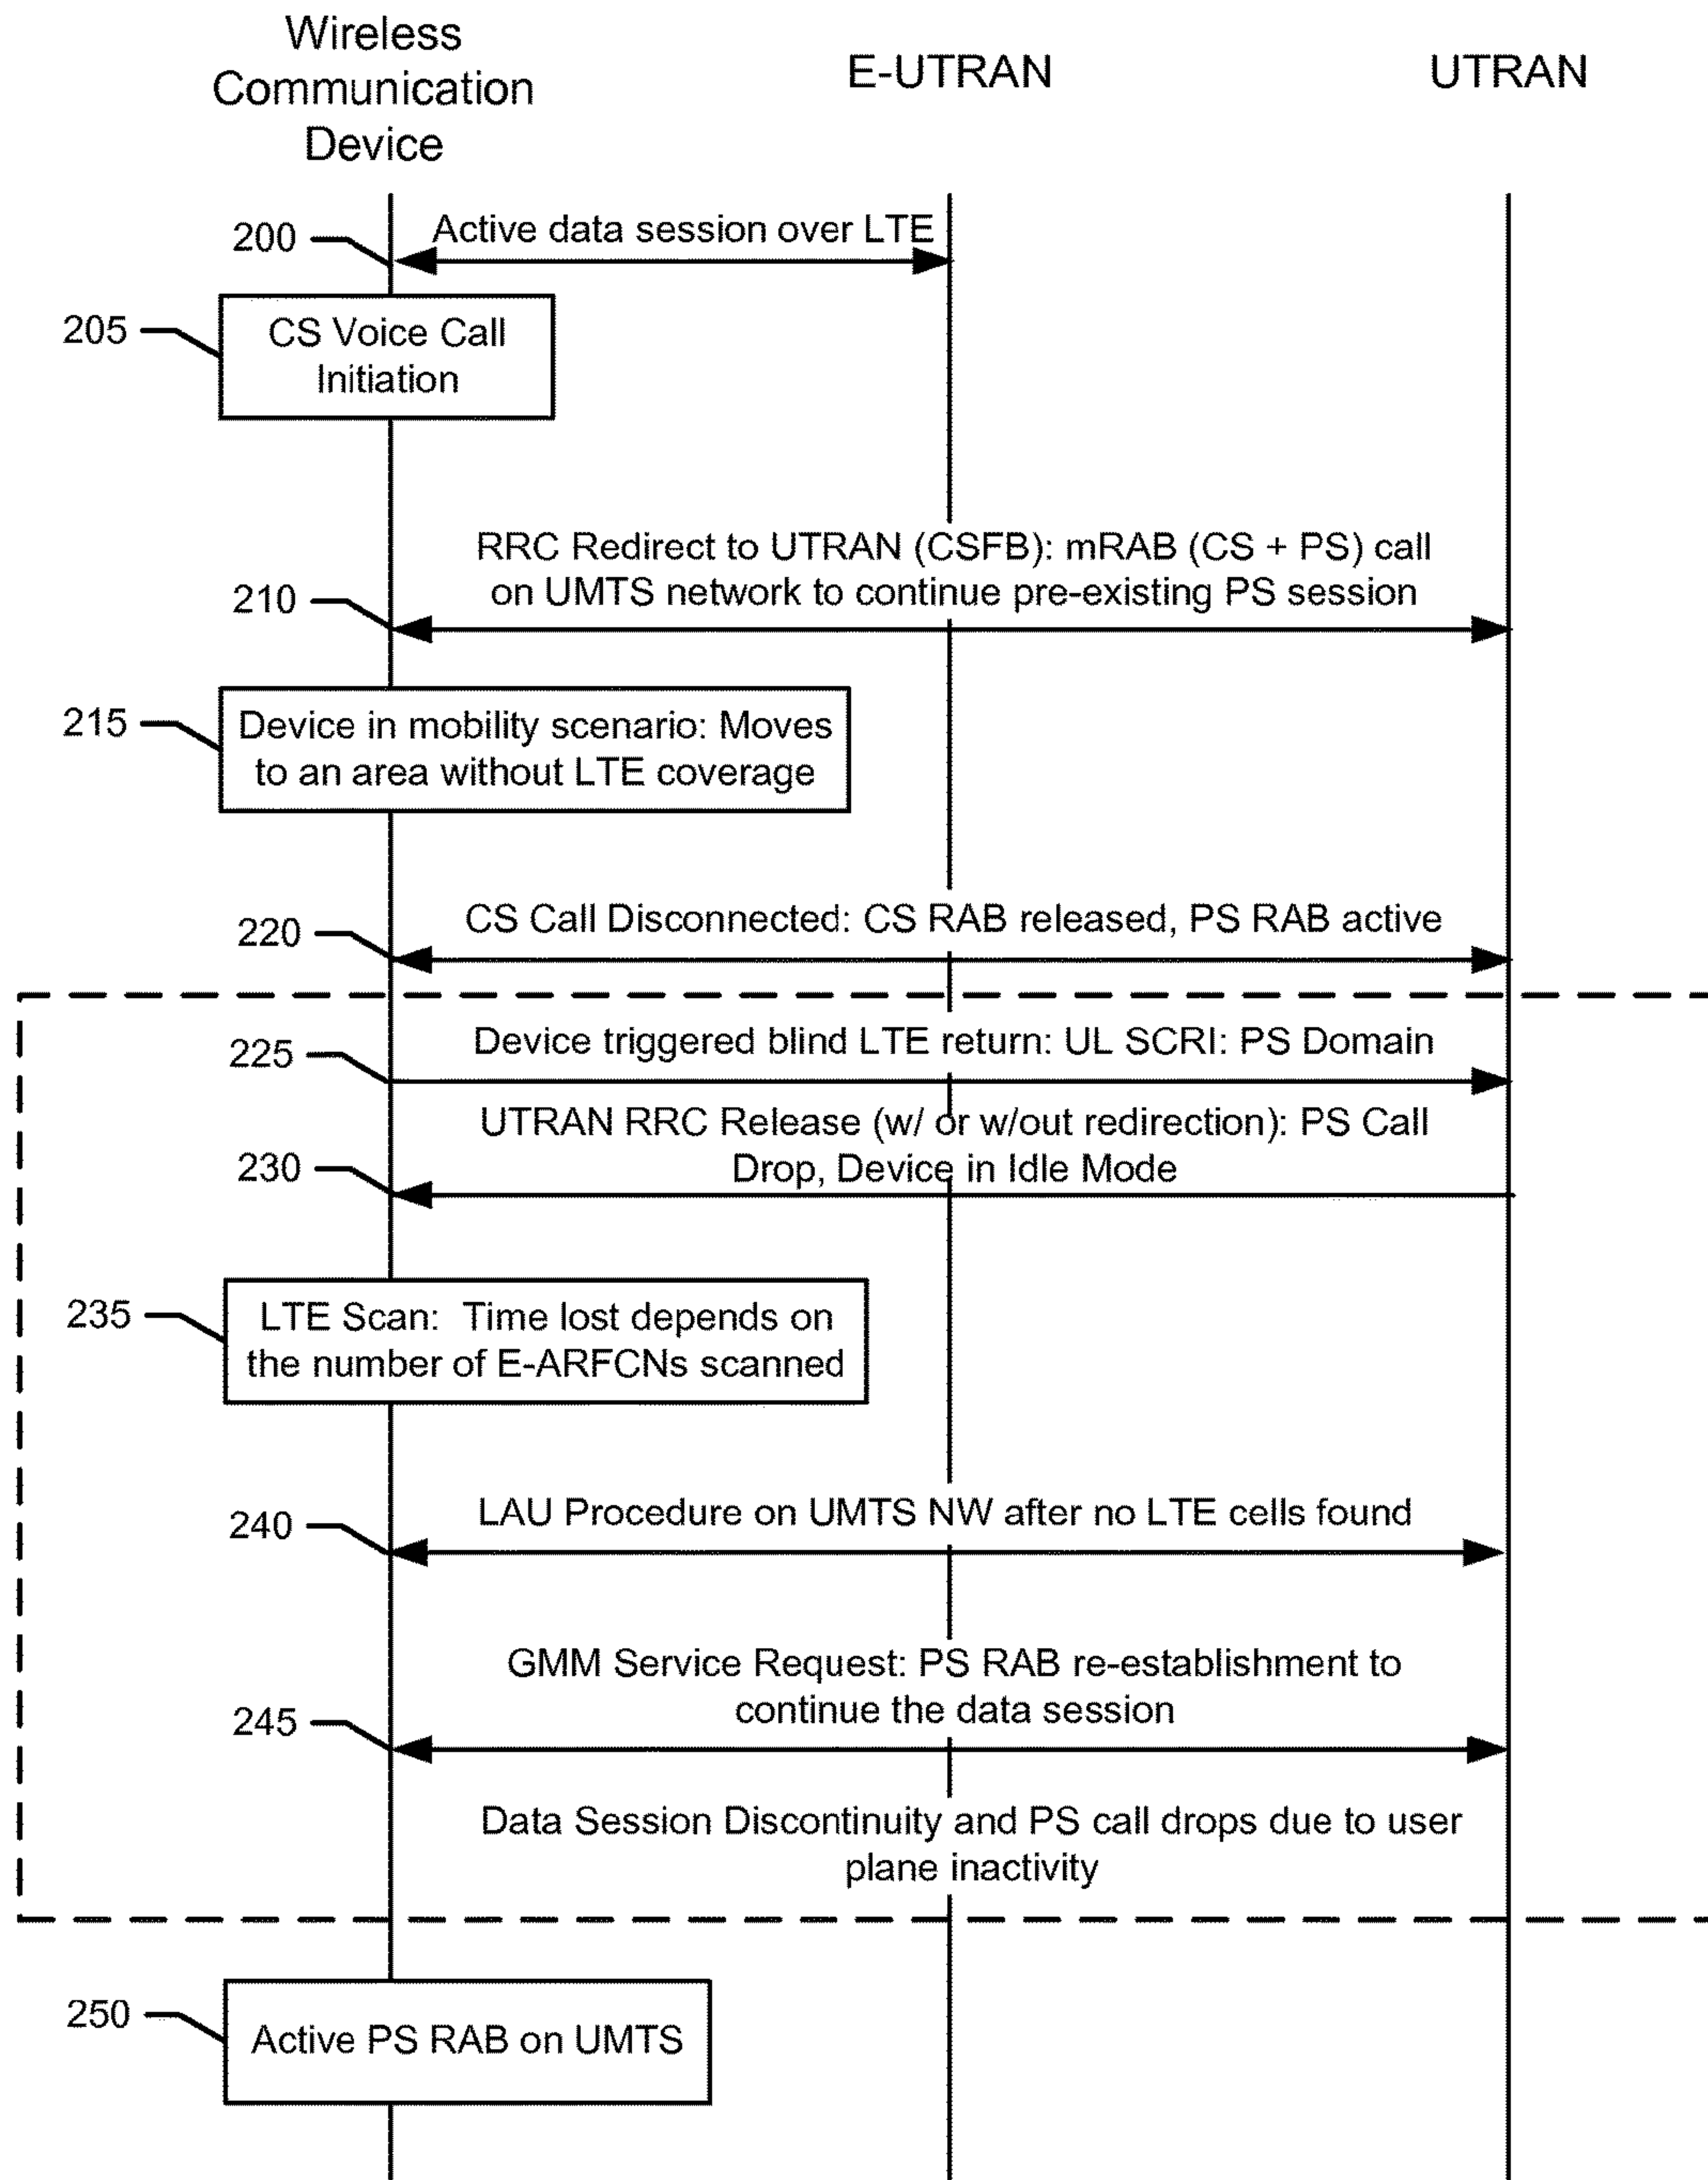 Wireless
Communication
Device
E-UTRAN
UTRAN
200
Active data session over LTE
205
CS Voice Call
Initiation
RRC Redirect to UTRAN (CSFB): mRAB (CS + PS) call
on UMTS network to continue pre-existing PS session
210
215
Device in mobility scenario: Moves
to an area without LTE coverage
CS Call Disconnected: CS RAB released, PS RAB active
220
Device triggered blind LTE return: UL SCRI: PS Domain
225
UTRAN RRC Release (w/ or w/out redirection): PS Call
Drop, Device in Idle Mode
230
235
LTE Scan: Time lost depends on
the number of E-ARFCNs scanned
LAU Procedure on UMTS NW after no LTE cells found
240
GMM Service Request: PS RAB re-establishment to
continue the data session
245
Data Session Discontinuity and PS call drops due to user
plane inactivity
250
Active PS RAB on UMTS